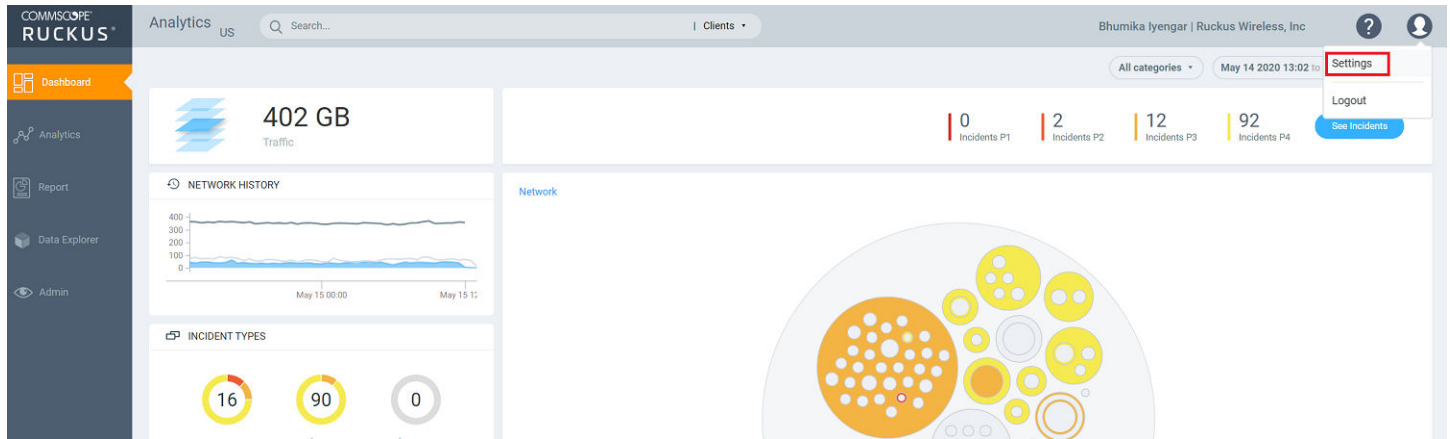 COMMSCOPE
RUCKUS®
Analytics US
Search...
Clients
Bhumika Iyengar | Ruckus Wireless, Inc
?
Settings
Logout
Dashboard
Analytics
Report
Data Explorer
Admin
All categories
May 14 2020 13:02 to
402 GB
Traffic
0
Incidents P1
2
Incidents P2
12
Incidents P3
92
Incidents P4
See Incidents
NETWORK HISTORY
400
300
200
100
0
May 15 00:00
May 15 12
Network
INCIDENT TYPES
16
90
0